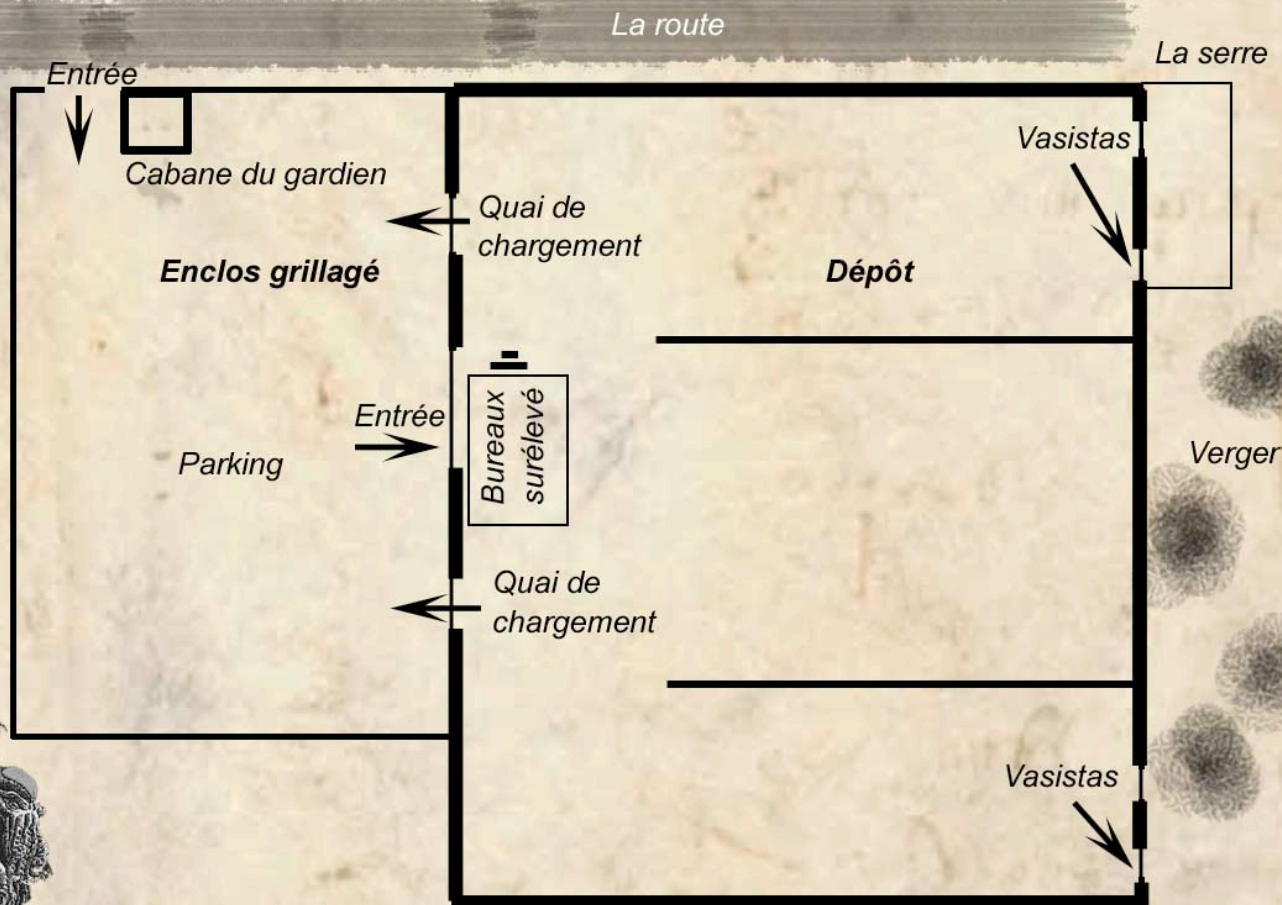 La route
La serre
Entrée
Vasistas
Cabane du gardien
Quai de
chargement
Enclos grillagé
Dépôt
Entrée
Bureaux
surélevé
Parking
Verger
Quai de
chargement
Vasistas